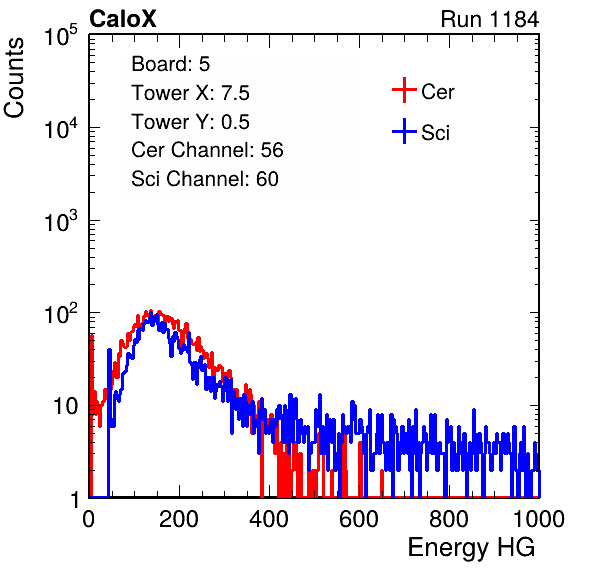 CaloX Run 1184
10^5
Counts
Board: 5
Tower X: 7.5
Tower Y: 0.5
Cer Channel: 56
Sci Channel: 60
Cer
Sci
10^4
10^3
10^2
10
1
0 200 400 600 800 1000
Energy HG